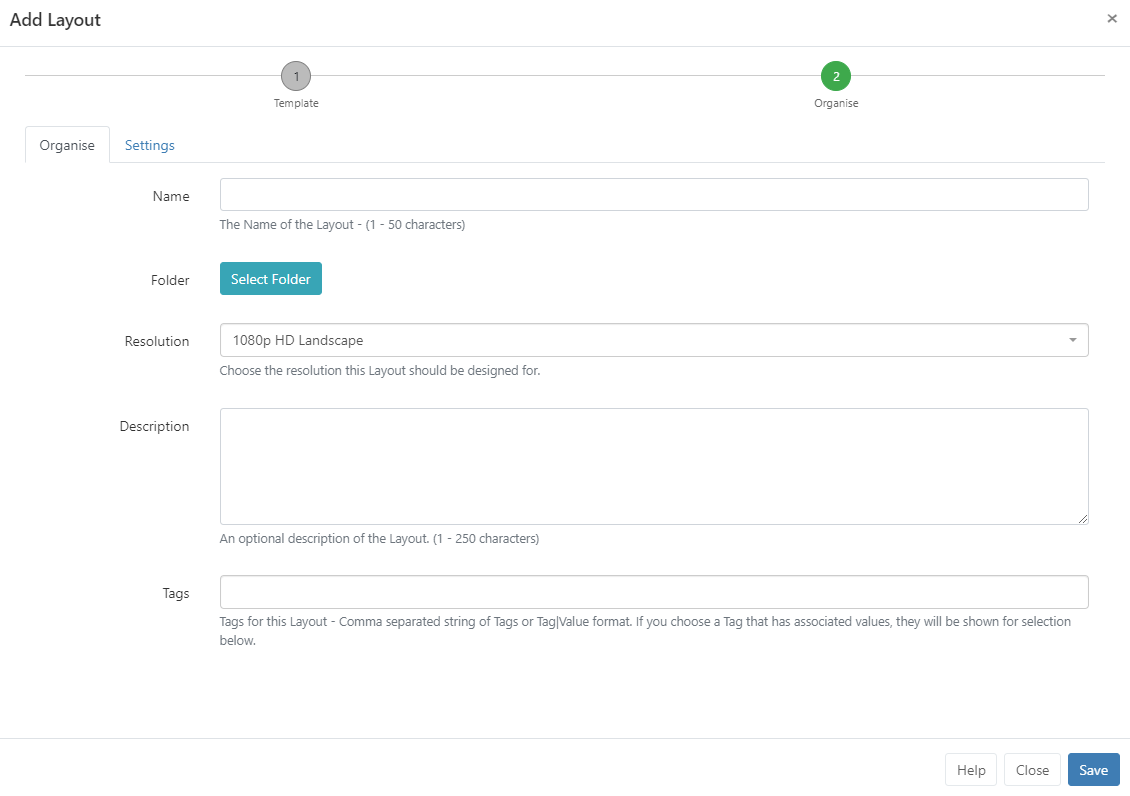 Add Layout ×
1 2
Template Organise
Organise Settings
Name
The Name of the Layout - (1 - 50 characters)
Folder Select Folder
Resolution 1080p HD Landscape
Choose the resolution this Layout should be designed for.
Description
An optional description of the Layout. (1 - 250 characters)
Tags
Tags for this Layout - Comma separated string of Tags or Tag|Value format. If you choose a Tag that has associated values, they will be shown for selection
below.
Help Close Save